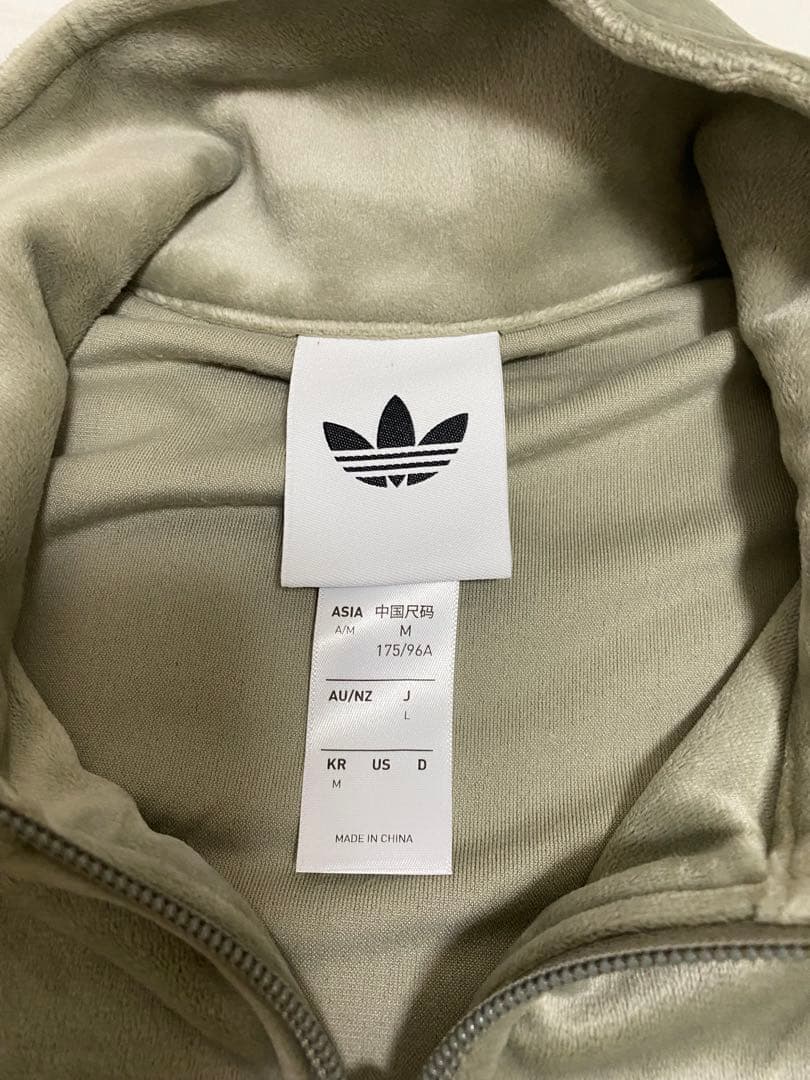 ASIA 中国尺码
A/M M
175/96A
AU/NZ J
L
KR US D
M
MADE IN CHINA